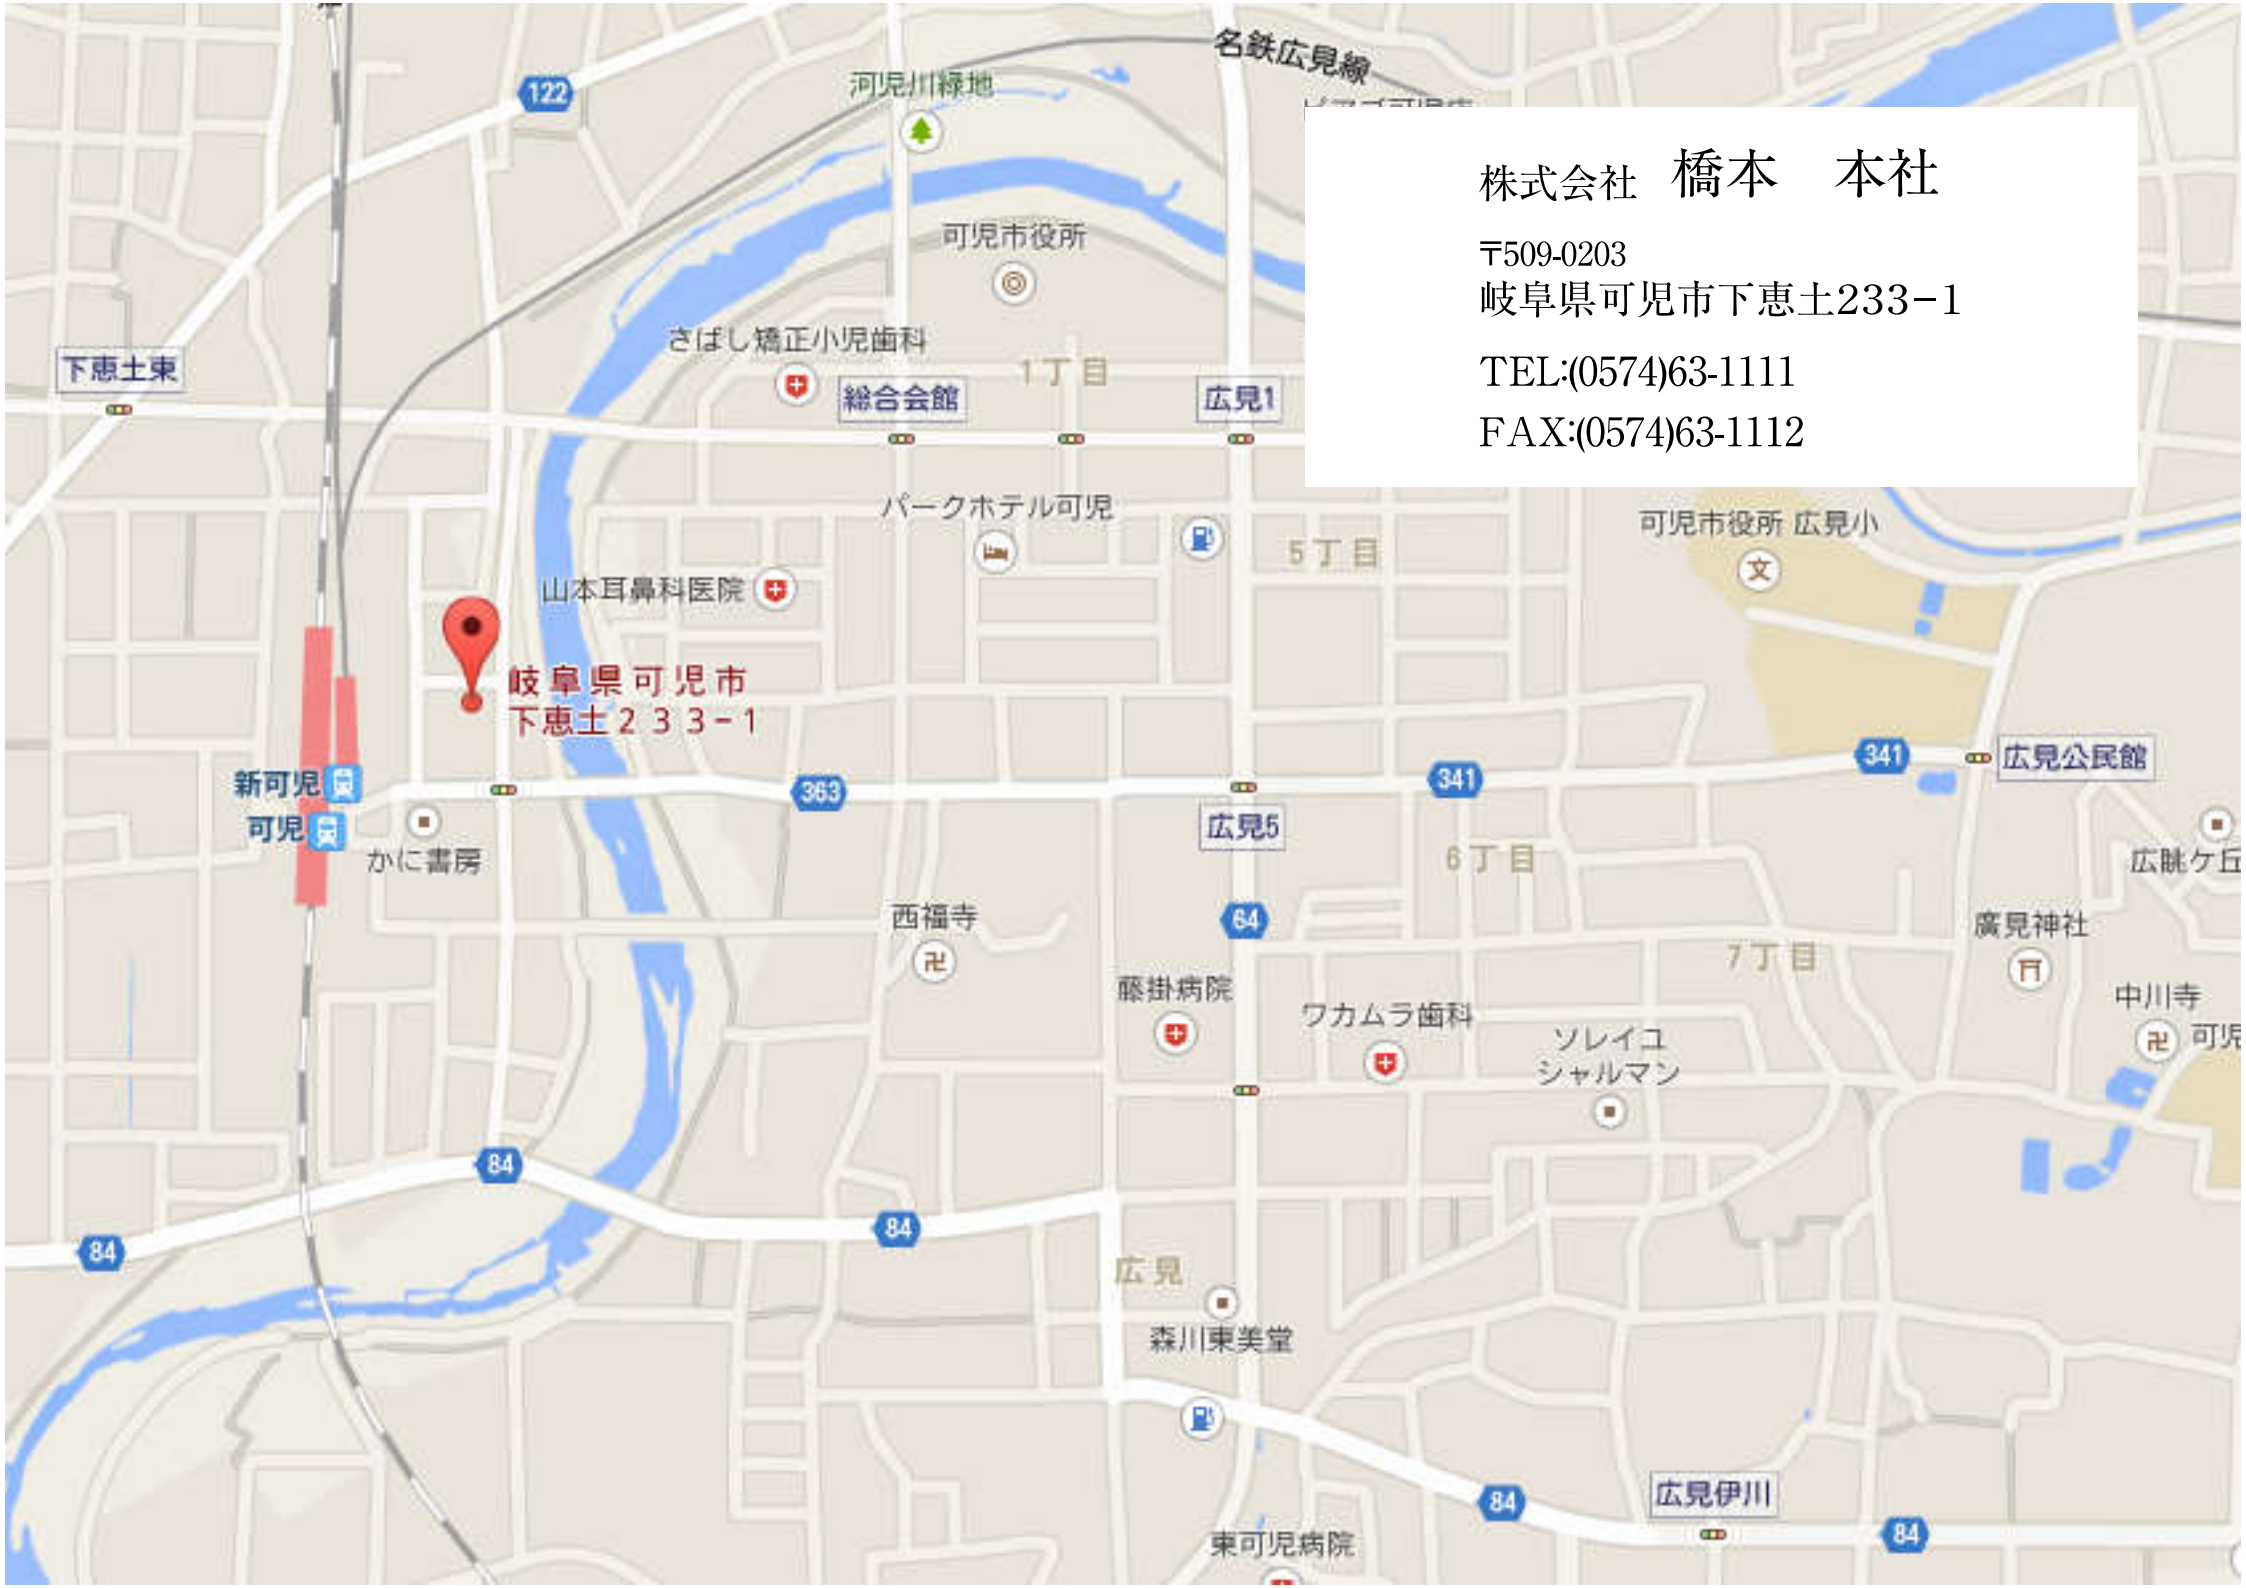 名鉄広見線
122
河児川緑地
株式会社 橋本 本社
〒509-0203
岐阜県可児市下恵土233−1
TEL:(0574)63-1111
FAX:(0574)63-1112
可児市役所
さばし矯正小児歯科
下恵土東
1丁目
総合会館
広見1
パークホテル可児
可児市役所 広見小
文
5丁目
山本耳鼻科医院
岐阜県可児市
下恵土233-1
新可児
363
341
341
広見公民館
可児
かに書房
広見5
6丁目
広眺ケ丘
西福寺
64
廣見神社
7丁目
藤掛病院
ワカムラ歯科
中川寺
可児
ソレイユ
シャルマン
84
84
84
広見
森川東美堂
84
広見伊川
84
東可児病院